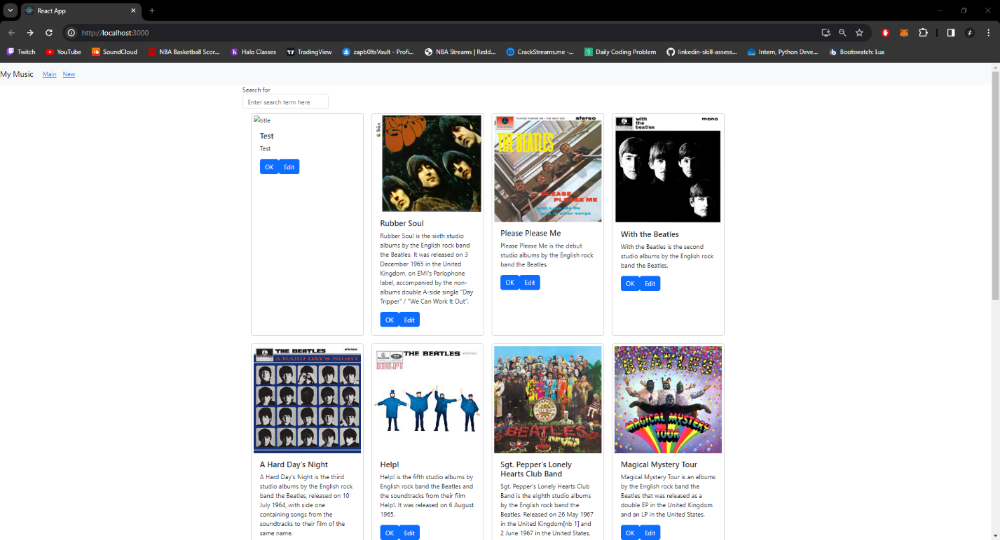 React App
http://localhost:3000
Twitch
YouTube
SoundCloud
NBA Basketball Scor...
Halo Classes
TradingView
zapb0ltsVault - Profi...
NBA Streams | Redd...
CrackStreams.me -...
Daily Coding Problem
linkedin-skill-assess...
Intern, Python Deve...
Bootswatch: Lux
My Music
Main
New
Search for
Enter search term here
title
Test
Test
OK
Edit
Rubber Soul
Rubber Soul is the sixth studio
albums by the English rock band
the Beatles. It was released on 3
December 1965 in the United
Kingdom, on EMI's Parlophone
label, accompanied by the non-
albums double A-side single "Day
Tripper" / "We Can Work It Out".
OK
Edit
PLEASE PLEASE ME • THE BEATLES
stereo
THE BEATLES
PLEASE
PLEASE ME
with Love Me Do
and 12 other songs
Please Please Me
Please Please Me is the debut
studio albums by the English rock
band the Beatles.
OK
Edit
with
the
beatles
mono
With the Beatles
With the Beatles is the second
studio albums by the English rock
band the Beatles.
OK
Edit
THE BEATLES
stereo
A HARD DAY'S NIGHT
A Hard Day's Night
A Hard Day's Night is the third
studio albums by the English rock
band the Beatles, released on 10
July 1964, with side one
containing songs from the
soundtracks to their film of the
same name.
THE BEATLES
HELP!
Help!
Help! is the fifth studio albums by
English rock band the Beatles and
the soundtracks from their film
Help!. It was released on 6 August
1965.
OK
Edit
BEATLES
Sgt. Pepper's Lonely
Hearts Club Band
Sgt. Pepper's Lonely Hearts Club
Band is the eighth studio albums
by the English rock band the
Beatles. Released on 26 May 1967
in the United Kingdom[nb 1] and
2 June 1967 in the United States,
BEATLES
MAGICAL MYSTERY
TOUR
Magical Mystery Tour
Magical Mystery Tour is an albums
by the English rock band the
Beatles that was released as a
double EP in the United Kingdom
and an LP in the United States.
OK
Edit